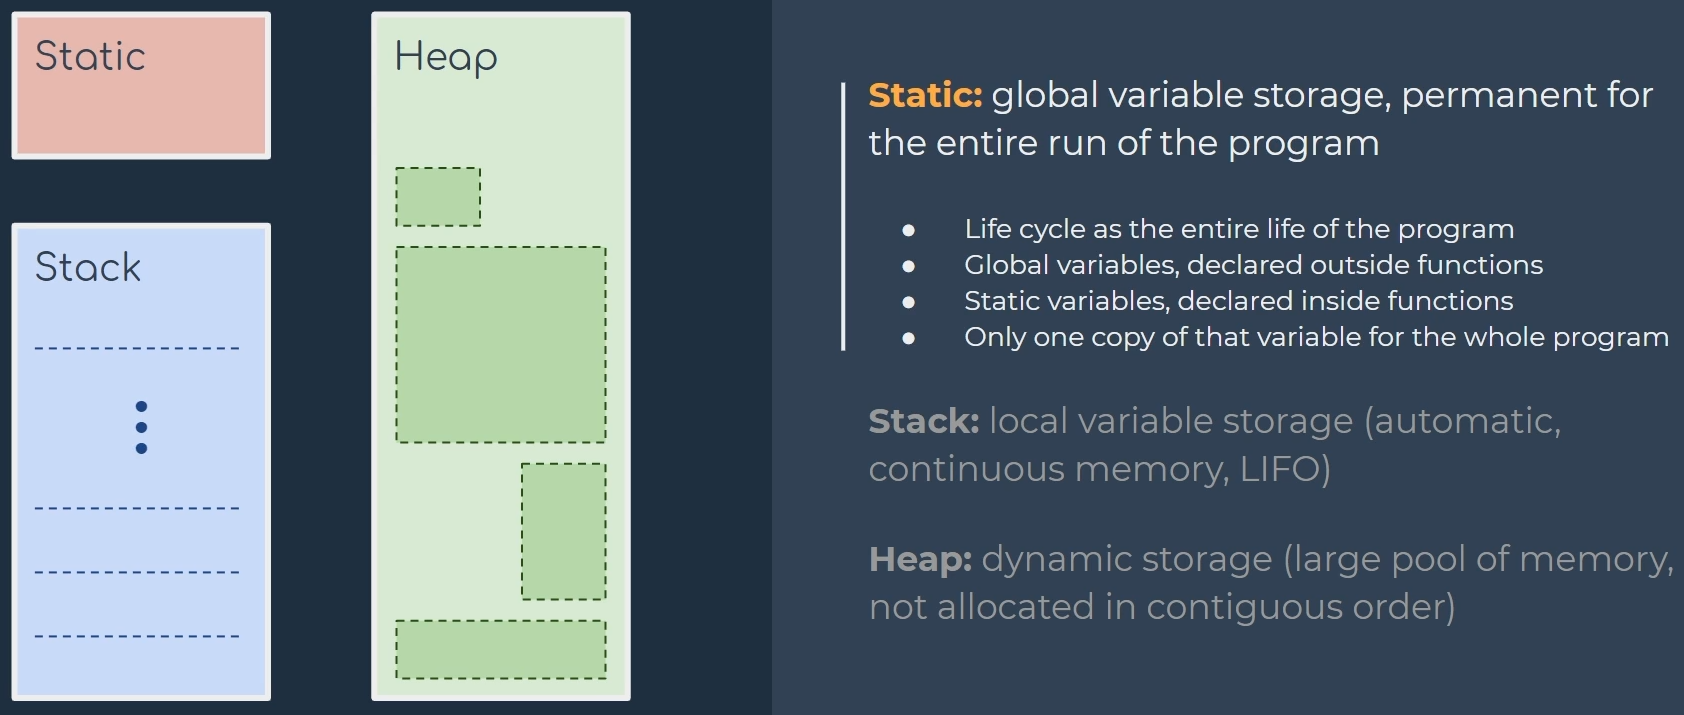 Static
Heap
Stack
Static: global variable storage, permanent for
the entire run of the program
● Life cycle as the entire life of the program
● Global variables, declared outside functions
● Static variables, declared inside functions
● Only one copy of that variable for the whole program
Stack: local variable storage (automatic,
continuous memory, LIFO)
Heap: dynamic storage (large pool of memory,
not allocated in contiguous order)